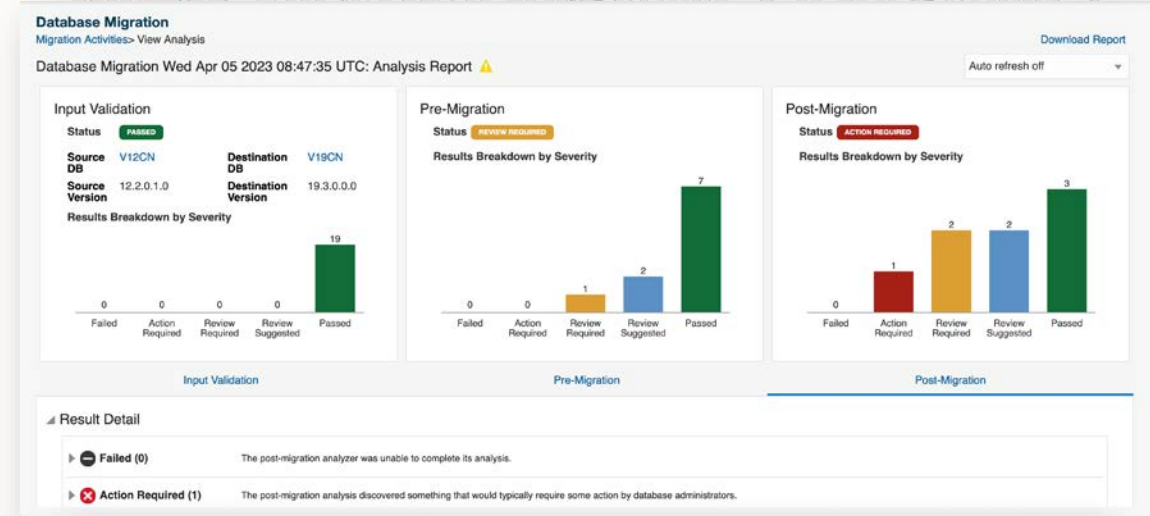 Database Migration
Migration Activities> View Analysis
Download Report
Database Migration Wed Apr 05 2023 08:47:35 UTC: Analysis Report
Auto refresh off
Input Validation
Status PASSED
Source DB V12CN Destination DB V19CN
Source Version 12.2.0.1.0 Destination Version 19.3.0.0.0
Results Breakdown by Severity
0 0 0 0 19
Failed Action Required Review Required Review Suggested Passed
Pre-Migration
Status REVIEW REQUIRED
Results Breakdown by Severity
0 0 1 2 7
Failed Action Required Review Required Review Suggested Passed
Post-Migration
Status ACTION REQUIRED
Results Breakdown by Severity
0 1 2 2 3
Failed Action Required Review Required Review Suggested Passed
Input Validation Pre-Migration Post-Migration
Result Detail
Failed (0) The post-migration analyzer was unable to complete its analysis.
Action Required (1) The post-migration analysis discovered something that would typically require some action by database administrators.